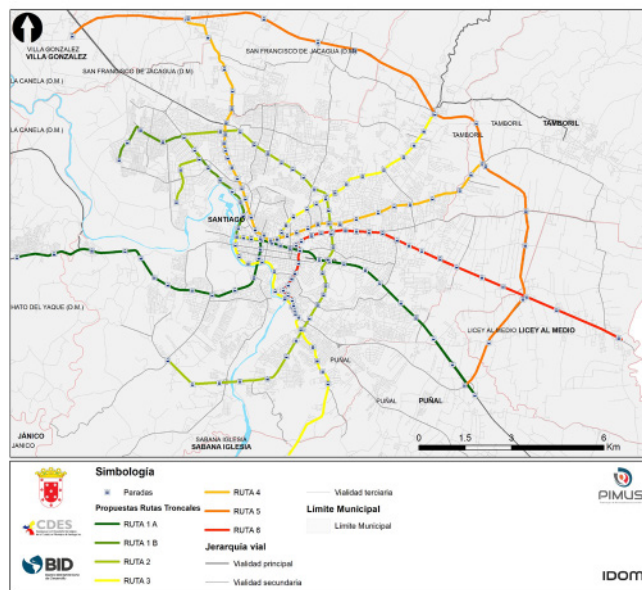 VILLA GONZALEZ
VILLA GONZALEZ
SAN FRANCISCO DE JACAGUA (D.M)
SAN FRANCISCO DE JACAGUA (D.M)
LA CANELA (D.M.)
LA CANELA (D.M.)
TAMBORIL
TAMBORIL
TAMBORIL
SANTIAGO
HATO DEL YAQUE (D.M.)
LICEY AL MEDIO
LICEY AL MEDIO
PUÑAL
PUÑAL
PUÑAL
JÁNICO
JANICO
SABANA IGLESIA
SABANA IGLESIA
0 1.5 3 6
Km
Simbología
Paradas
Propuestas Rutas Troncales
RUTA 1 A
RUTA 1 B
RUTA 2
RUTA 3
RUTA 4
RUTA 5
RUTA 6
Jerarquía vial
Vialidad principal
Vialidad secundaria
Vialidad terciaria
Límite Municipal
Límite Municipal
CDES
BID
PIMUS
IDOM